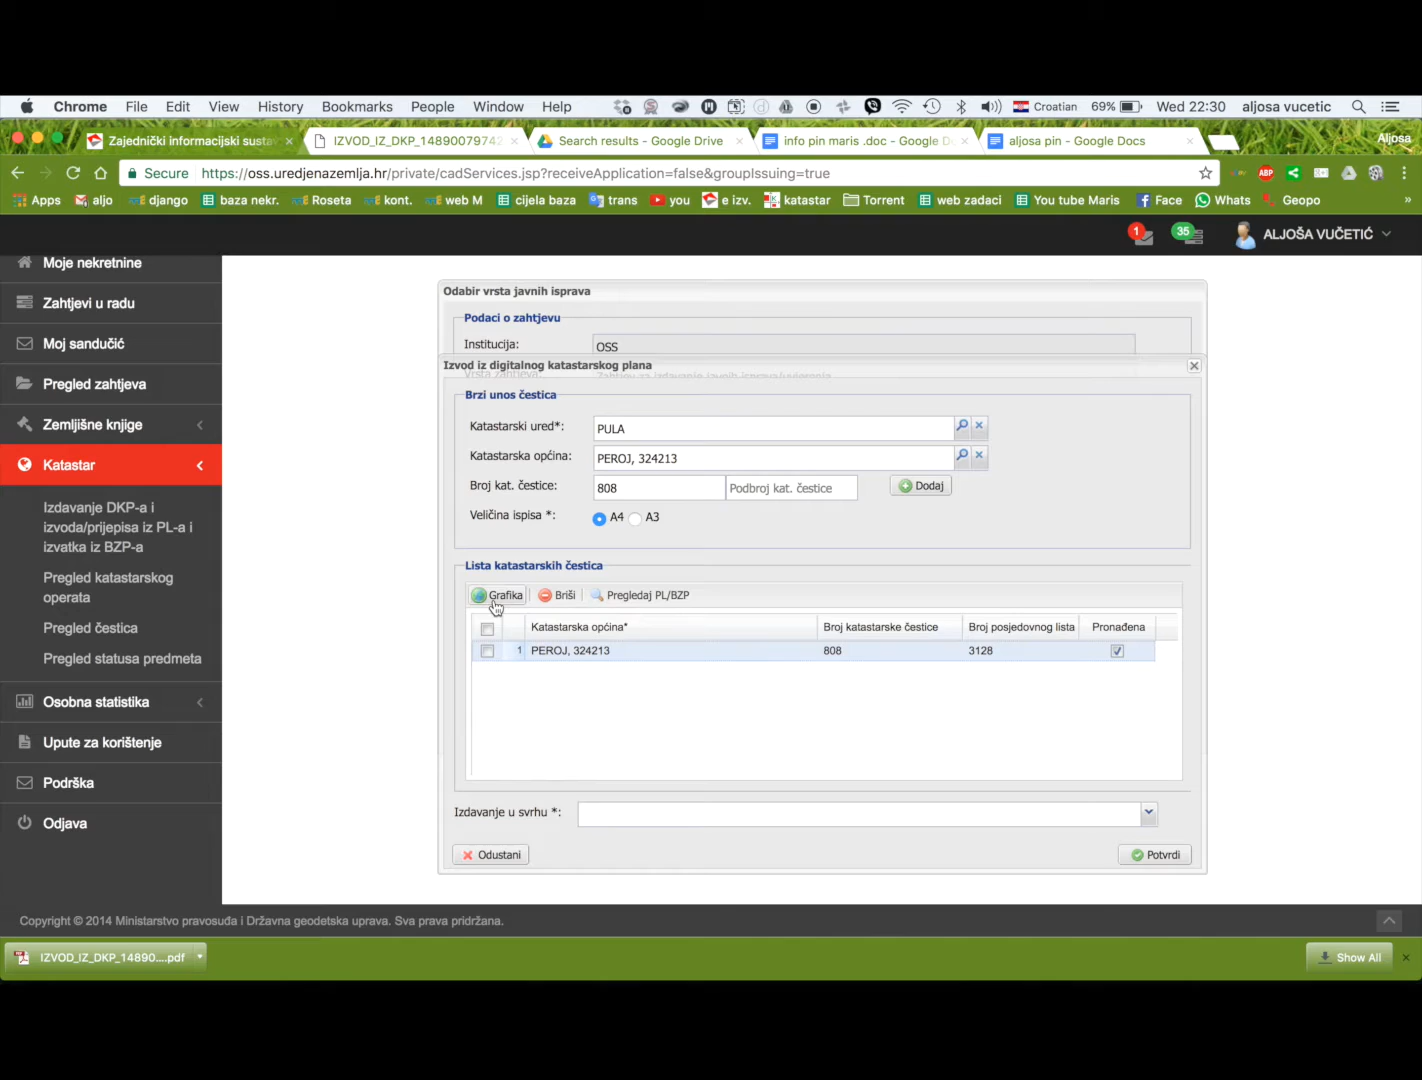 Chrome File Edit View History Bookmarks People Window Help Croatian 69% Wed 22:30 aljosa vucetic
Zajednički informacijski susta IZVOD_IZ_DKP_1489007974 Search results - Google Drive info pin maris .doc - Google D aljosa pin - Google Docs Aljosa
Secure https://oss.uredjenazemlja.hr/private/cadServices.jsp?receiveApplication=false&groupIssuing=true ABP
Apps aljo django baza nekr. Roseta kont. web M cijela baza trans you e izv. katastar Torrent web zadaci You tube Maris Face Whats Geopo »
1 35 ALJOŠA VUČETIĆ
Moje nekretnine
Zahtjevi u radu
Moj sandučić
Pregled zahtjeva
Zemljišne knjige
Katastar
Izdavanje DKP-a i
izvoda/prijepisa iz PL-a i
izvatka iz BZP-a
Pregled katastarskog
operata
Pregled čestica
Pregled statusa predmeta
Osobna statistika
Upute za korištenje
Podrška
Odjava
Odabir vrsta javnih isprava
Podaci o zahtjevu
Institucija: OSS
Izvod iz digitalnog katastarskog plana
Brzi unos čestica
Katastarski ured*: PULA
Katastarska općina: PEROJ, 324213
Broj kat. čestice: 808 Podbroj kat. čestice Dodaj
Veličina ispisa *: A4 A3
Lista katastarskih čestica
Grafika Briši Pregledaj PL/BZP
Katastarska općina* Broj katastarske čestice Broj posjedovnog lista Pronađena
1 PEROJ, 324213 808 3128
Izdavanje u svrhu *:
Odustani Potvrdi
Copyright © 2014 Ministarstvo pravosuđa i Državna geodetska uprava. Sva prava pridržana.
IZVOD_IZ_DKP_14890....pdf Show All